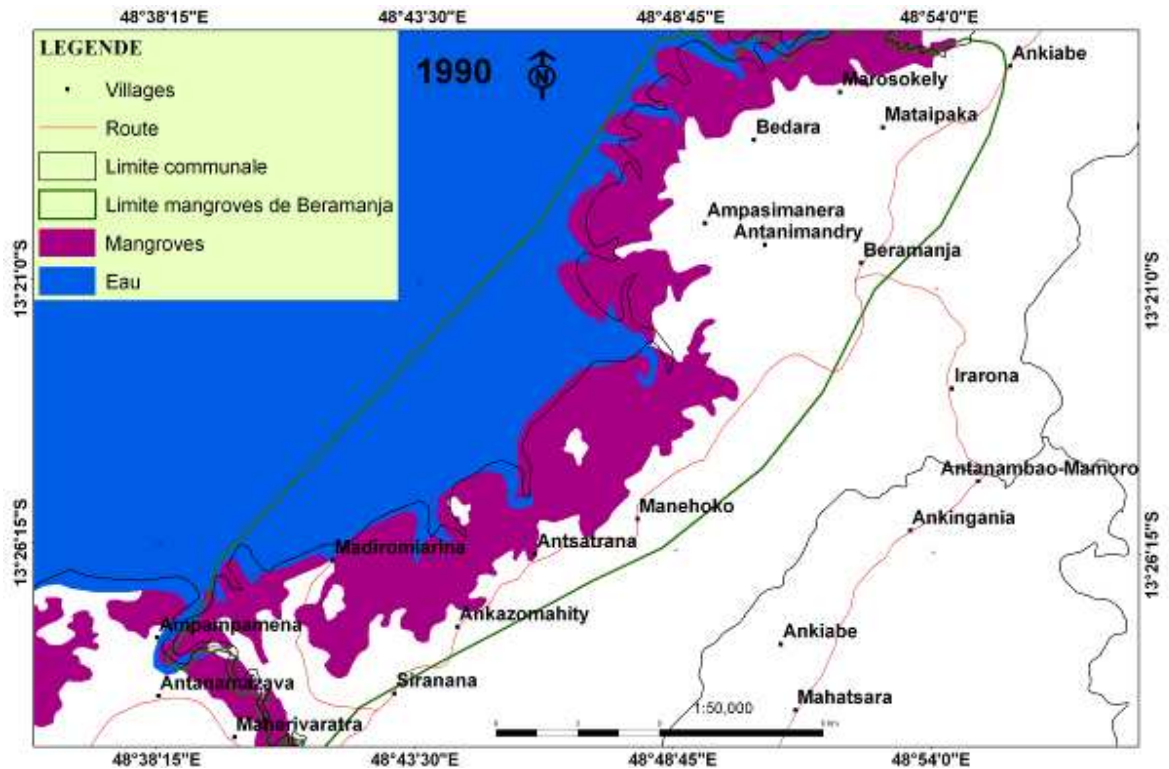 48°38'15"E
48°43'30"E
48°48'45"E
48°54'0"E
LEGENDE
Villages
Route
Limite communale
Limite mangroves de Beramanja
Mangroves
Eau
1990
N
Ankiabe
Marosokely
Mataipaka
Bedara
Ampasimanera
Antanimandry
Beramanja
13°21'0"S
13°21'0"S
Irarona
Antanambao-Mamoro
Manehoko
Ankingania
13°26'15"S
13°26'15"S
Antsatrana
Madiromiarina
Ankazomahity
Ampampamena
Ankiabe
Siranana
Antanamazava
Mahatsara
1:50,000
Maherivaratra
48°38'15"E
48°43'30"E
48°48'45"E
48°54'0"E